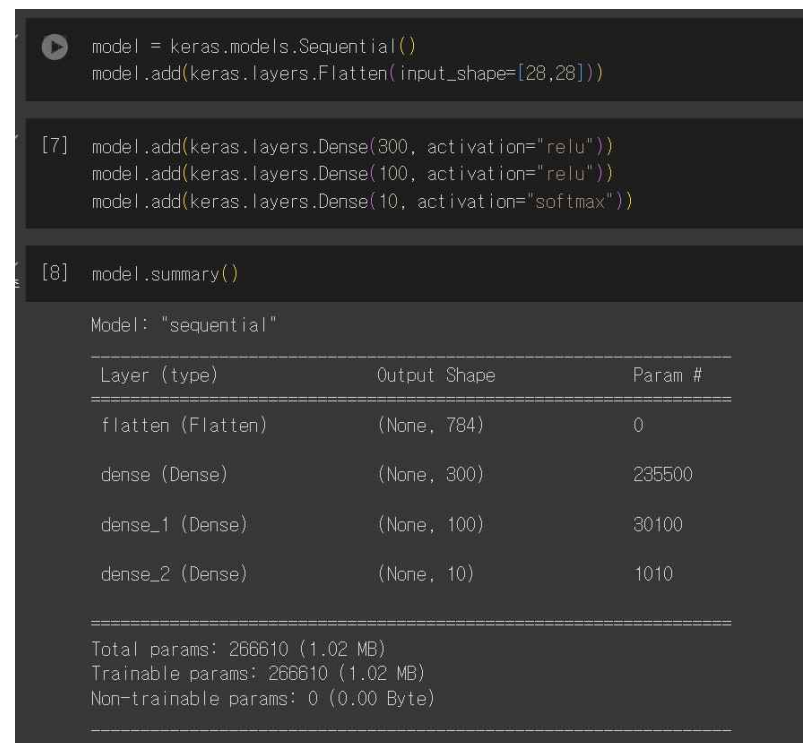 model = keras.models.Sequential()
model.add(keras.layers.Flatten(input_shape=[28,28]))
[7] model.add(keras.layers.Dense(300, activation="relu"))
model.add(keras.layers.Dense(100, activation="relu"))
model.add(keras.layers.Dense(10, activation="softmax"))
[8] model.summary()
Model: "sequential"
Layer (type) Output Shape Param #
flatten (Flatten) (None, 784) 0
dense (Dense) (None, 300) 235500
dense_1 (Dense) (None, 100) 30100
dense_2 (Dense) (None, 10) 1010
Total params: 266610 (1.02 MB)
Trainable params: 266610 (1.02 MB)
Non-trainable params: 0 (0.00 Byte)